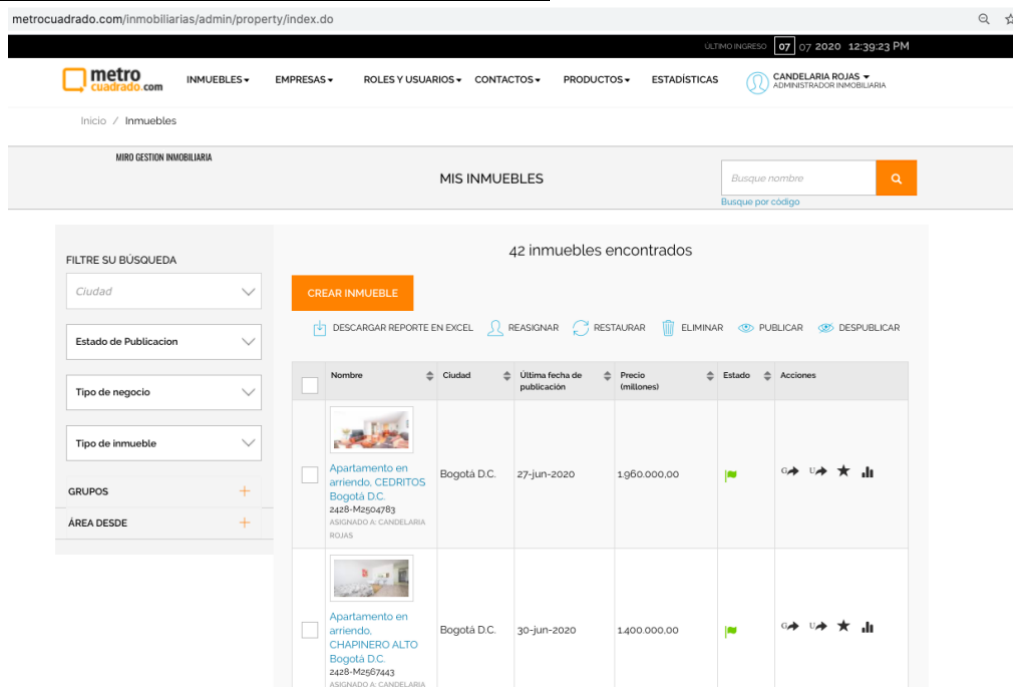 metrocuadrado.com/inmobiliarias/admin/property/index.do
ÚLTIMO INGRESO 07 07 2020 12:39:23 PM
metro
cuadrado.com
INMUEBLES EMPRESAS ROLES Y USUARIOS CONTACTOS PRODUCTOS ESTADÍSTICAS
CANDELARIA ROJAS
ADMINISTRADOR INMOBILIARIA
Inicio / Inmuebles
MIRO GESTION INMOBILIARIA
MIS INMUEBLES
Busque nombre
Busque por código
FILTRE SU BÚSQUEDA
Ciudad
Estado de Publicacion
Tipo de negocio
Tipo de inmueble
GRUPOS
ÁREA DESDE
42 inmuebles encontrados
CREAR INMUEBLE
DESCARGAR REPORTE EN EXCEL REASIGNAR RESTAURAR ELIMINAR PUBLICAR DESPUBLICAR
Nombre Ciudad Última fecha de publicación Precio (millones) Estado Acciones
Apartamento en
arriendo, CEDRITOS
Bogotá D.C.
2428-M2504783
ASIGNADO A: CANDELARIA
ROJAS
Bogotá D.C. 27-jun-2020 1.960.000,00
Apartamento en
arriendo,
CHAPINERO ALTO
Bogotá D.C.
2428-M2567443
ASIGNADO A: CANDELARIA
Bogotá D.C. 30-jun-2020 1.400.000,00